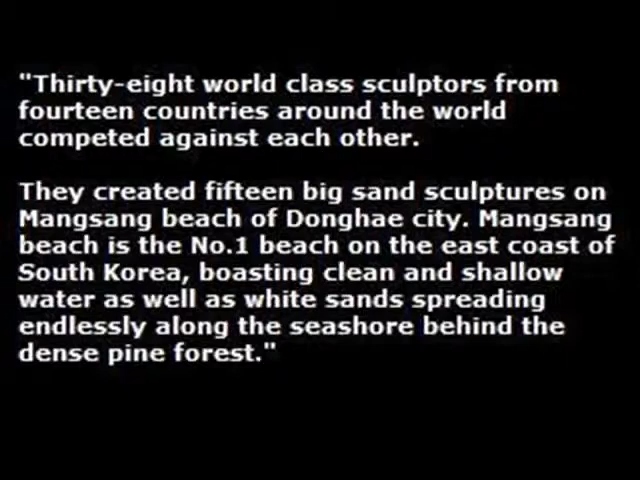 "Thirty-eight world class sculptors from
fourteen countries around the world
competed against each other.
They created fifteen big sand sculptures on
Mangsang beach of Donghae city. Mangsang
beach is the No.1 beach on the east coast of
South Korea, boasting clean and shallow
water as well as white sands spreading
endlessly along the seashore behind the
dense pine forest."